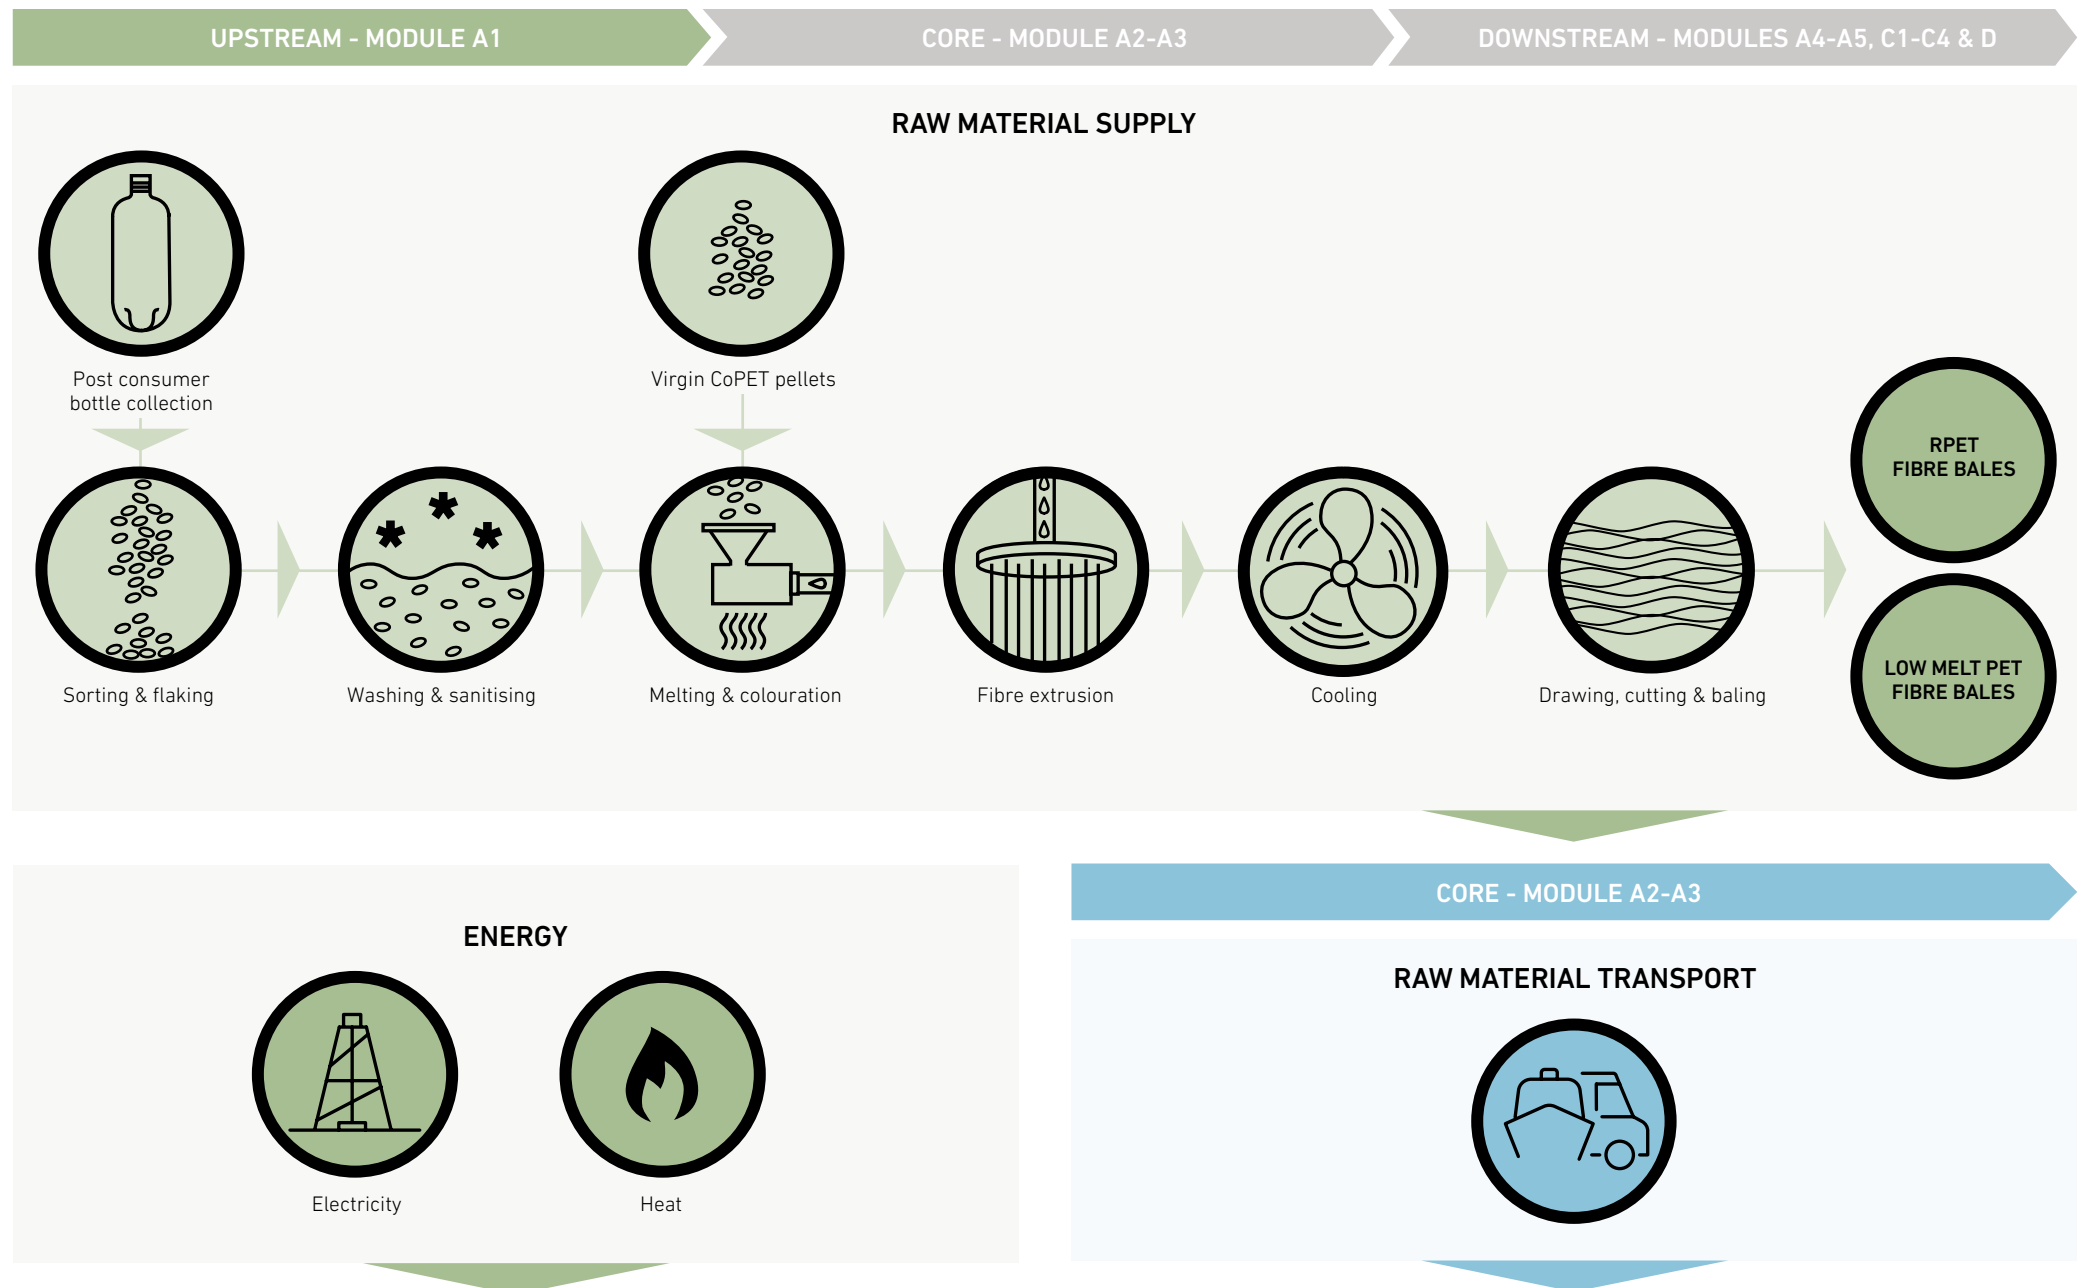 UPSTREAM - MODULE A1
CORE - MODULE A2-A3
DOWNSTREAM - MODULES A4-A5, C1-C4 & D
RAW MATERIAL SUPPLY
Post consumer
bottle collection
Virgin CoPET pellets
Sorting & flaking
Washing & sanitising
Melting & colouration
Fibre extrusion
Cooling
Drawing, cutting & baling
RPET
FIBRE BALES
LOW MELT PET
FIBRE BALES
ENERGY
Electricity
Heat
CORE - MODULE A2-A3
RAW MATERIAL TRANSPORT